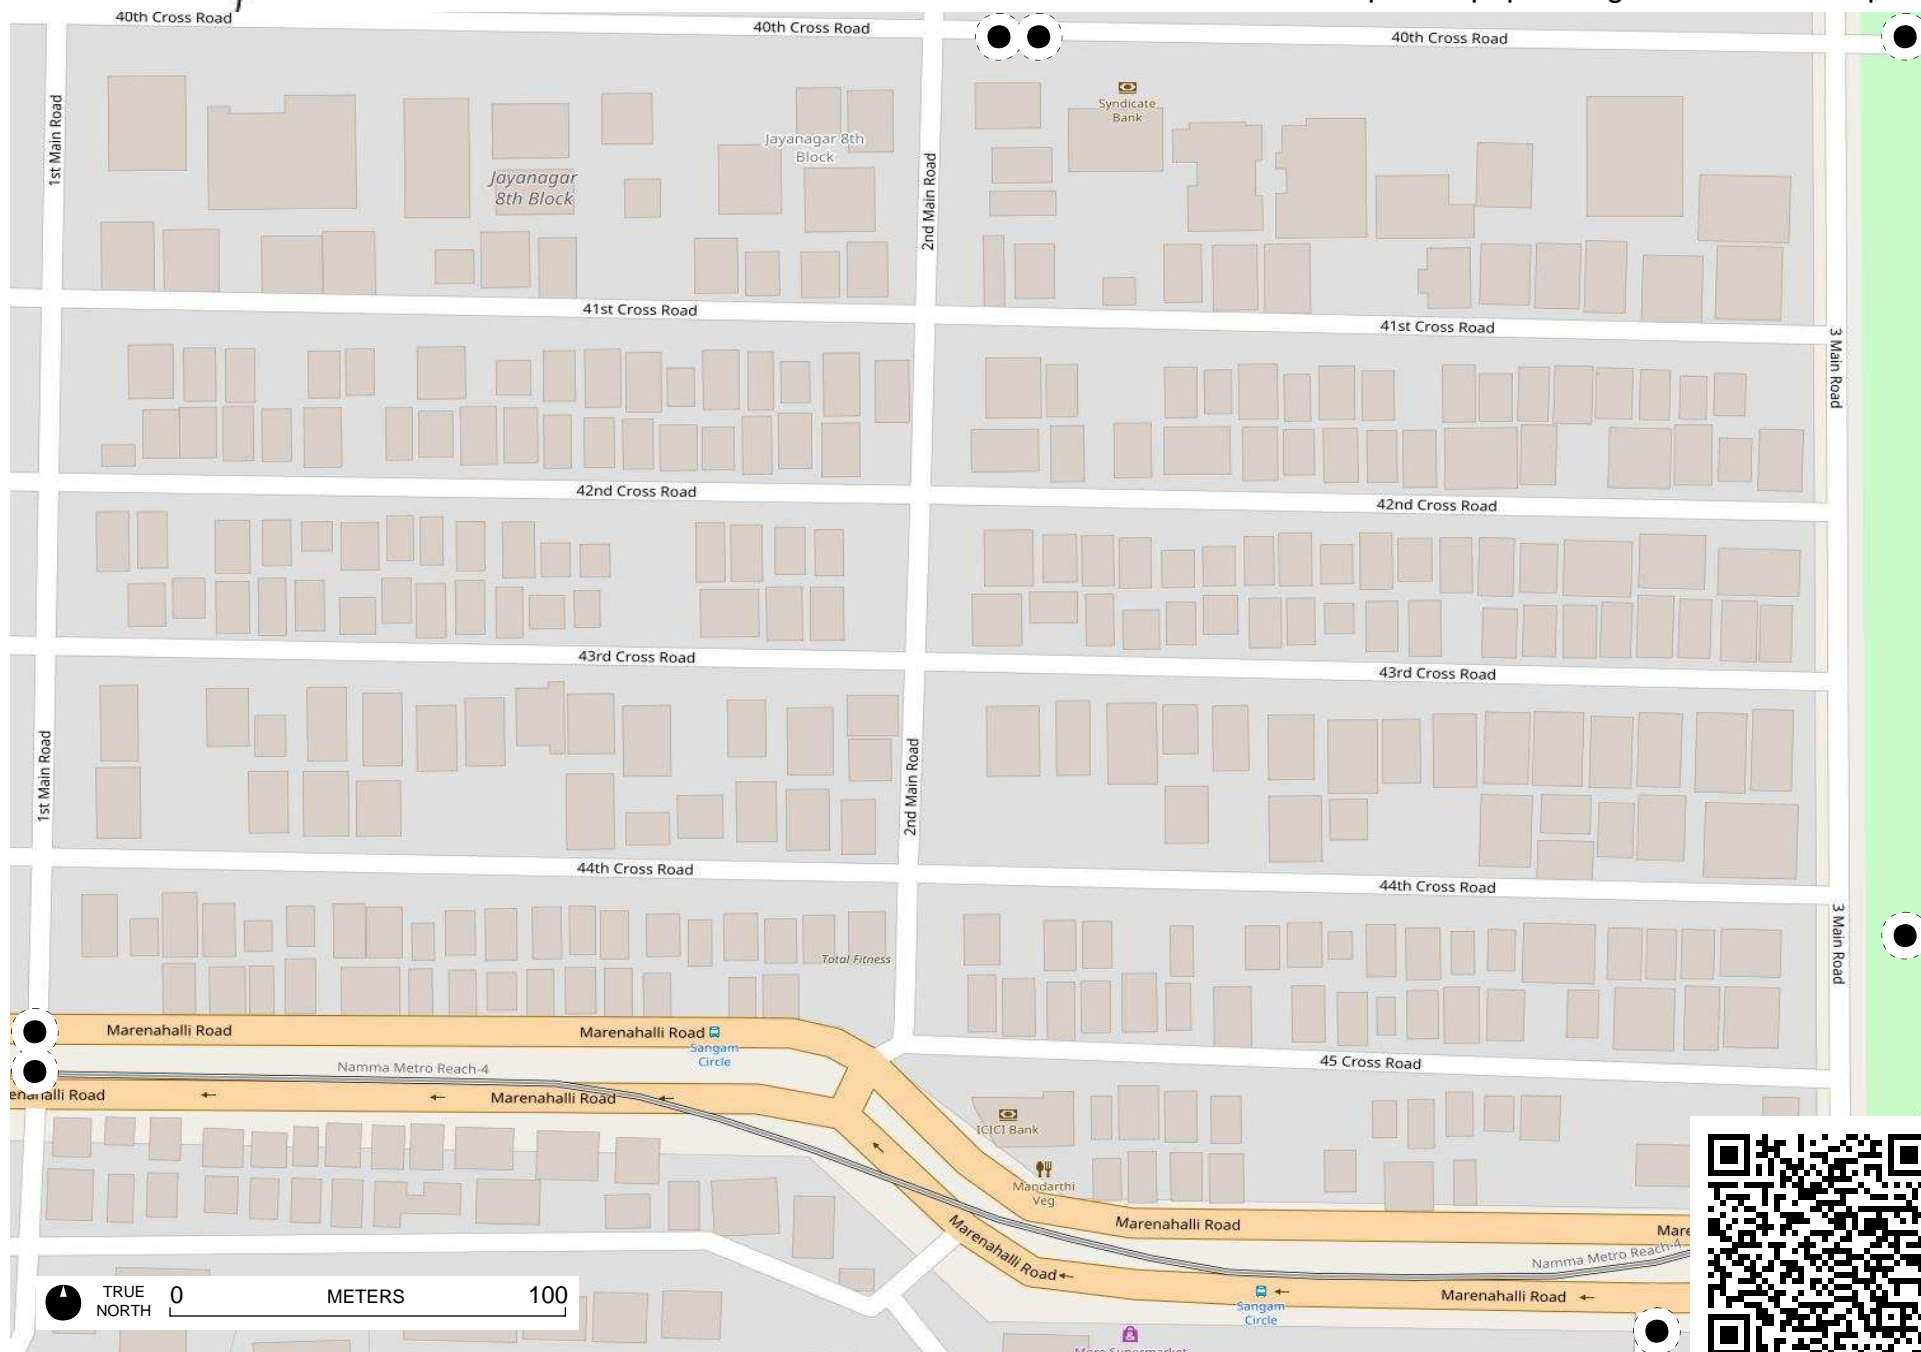 40th Cross Road
40th Cross Road
40th Cross Road
1st Main Road
Syndicate
Bank
Jayanagar 8th
Block
Jayanagar
8th Block
2nd Main Road
41st Cross Road
41st Cross Road
3 Main Road
42nd Cross Road
42nd Cross Road
43rd Cross Road
43rd Cross Road
1st Main Road
2nd Main Road
44th Cross Road
44th Cross Road
3 Main Road
Total Fitness
Marenahalli Road
Marenahalli Road
Sangam
Circle
45 Cross Road
Namma Metro Reach-4
enahalli Road
Marenahalli Road
ICICI Bank
Mandarthi
Veg
Marenahalli Road
Mare
Marenahalli Road
Namma Metro Reach-4
Marenahalli Road
Sangam
Circle
TRUE
NORTH
0 METERS 100
More Supermarket